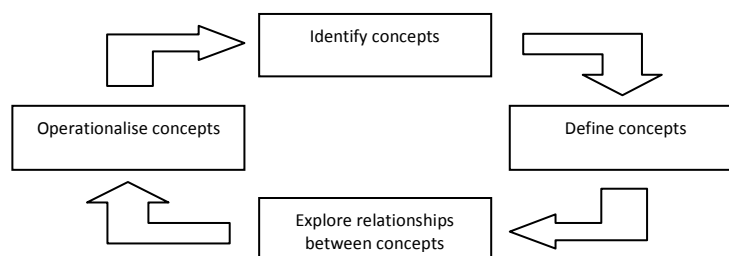 Identify concepts
Operationalise concepts
Define concepts
Explore relationships
between concepts